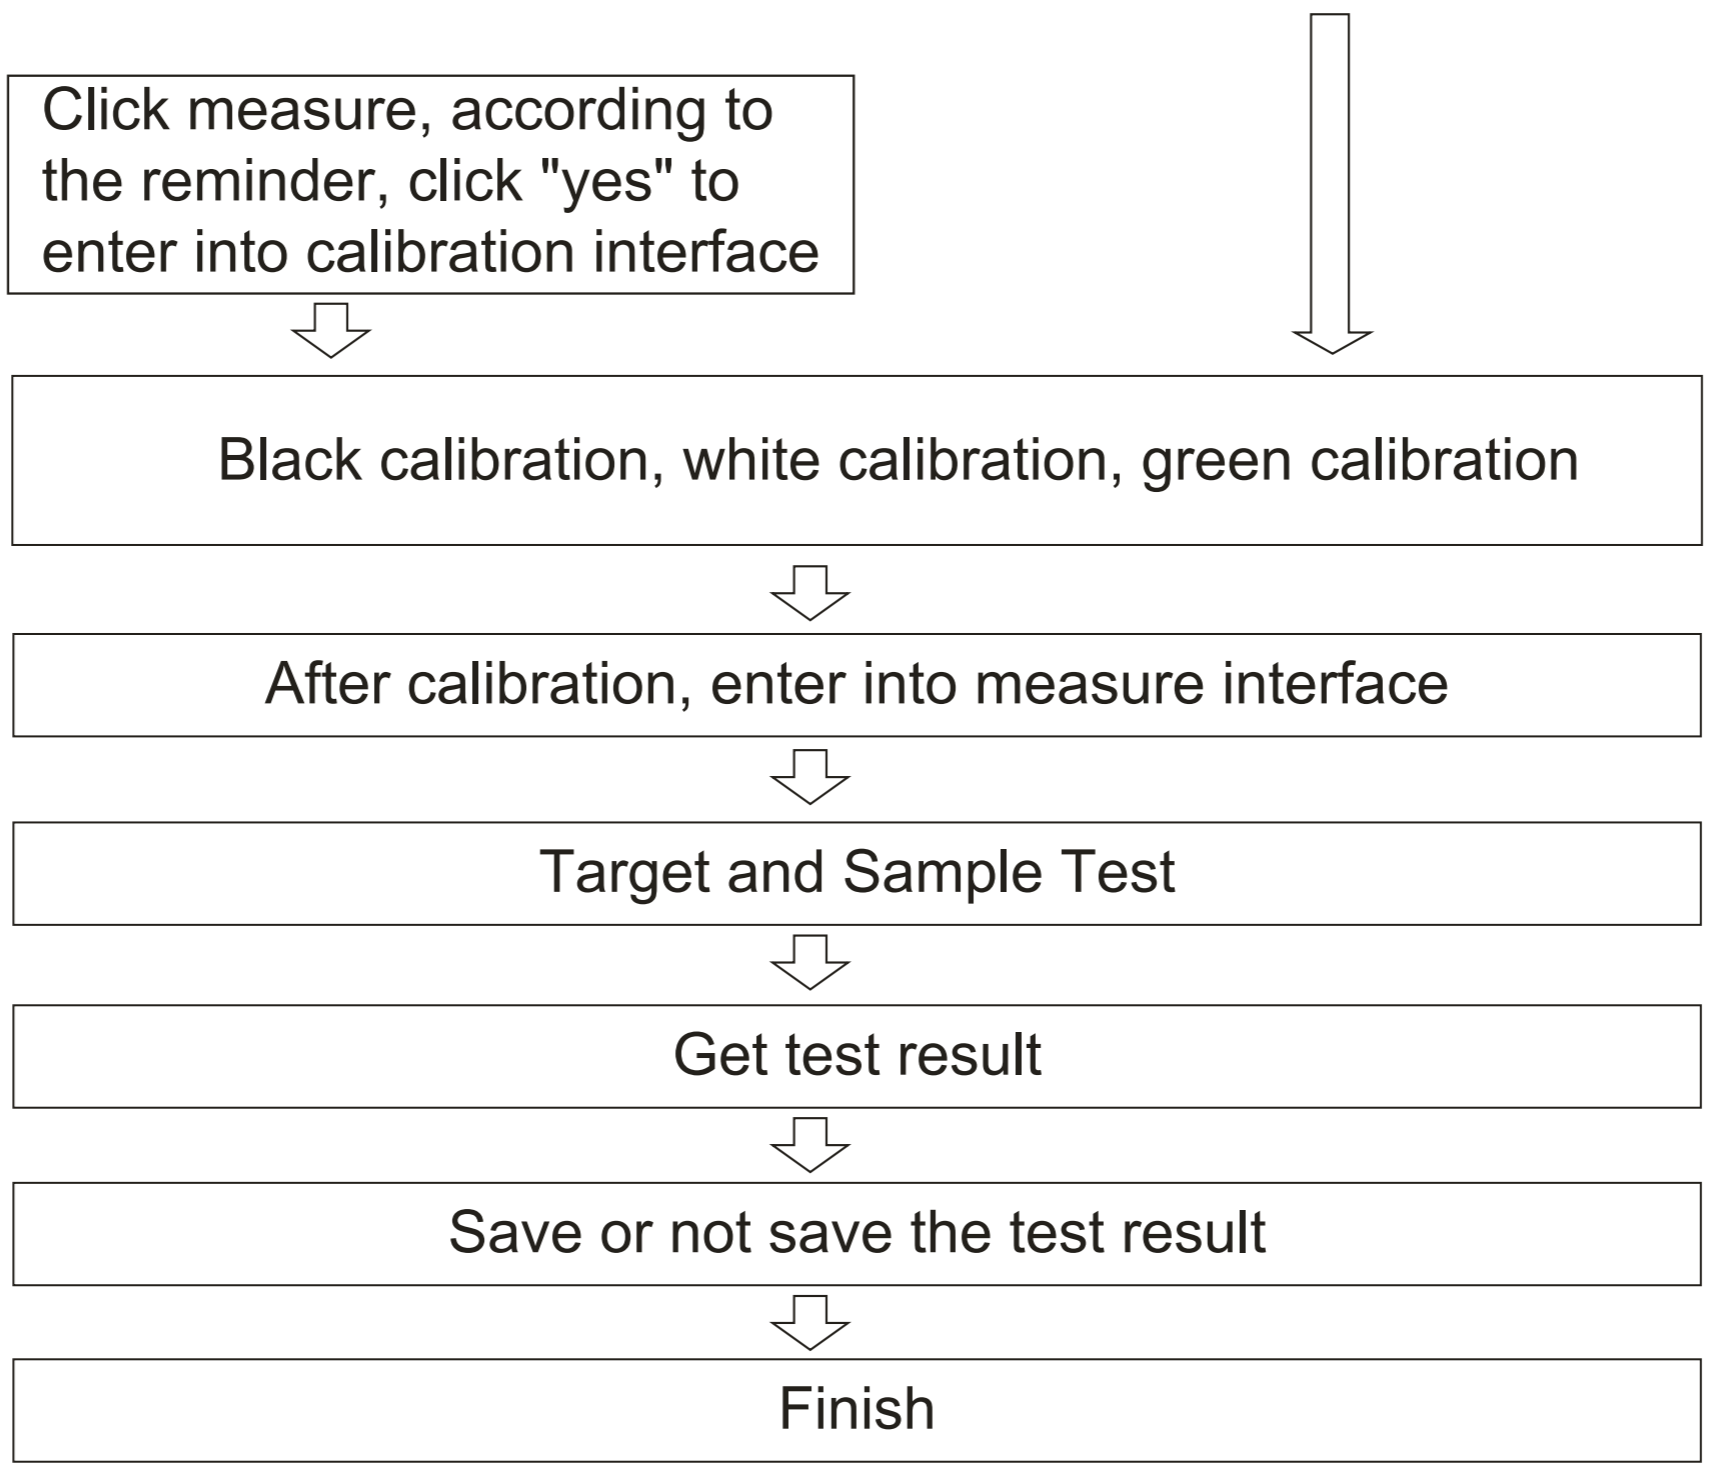 Click measure, according to
the reminder, click "yes" to
enter into calibration interface
Black calibration, white calibration, green calibration
After calibration, enter into measure interface
Target and Sample Test
Get test result
Save or not save the test result
Finish